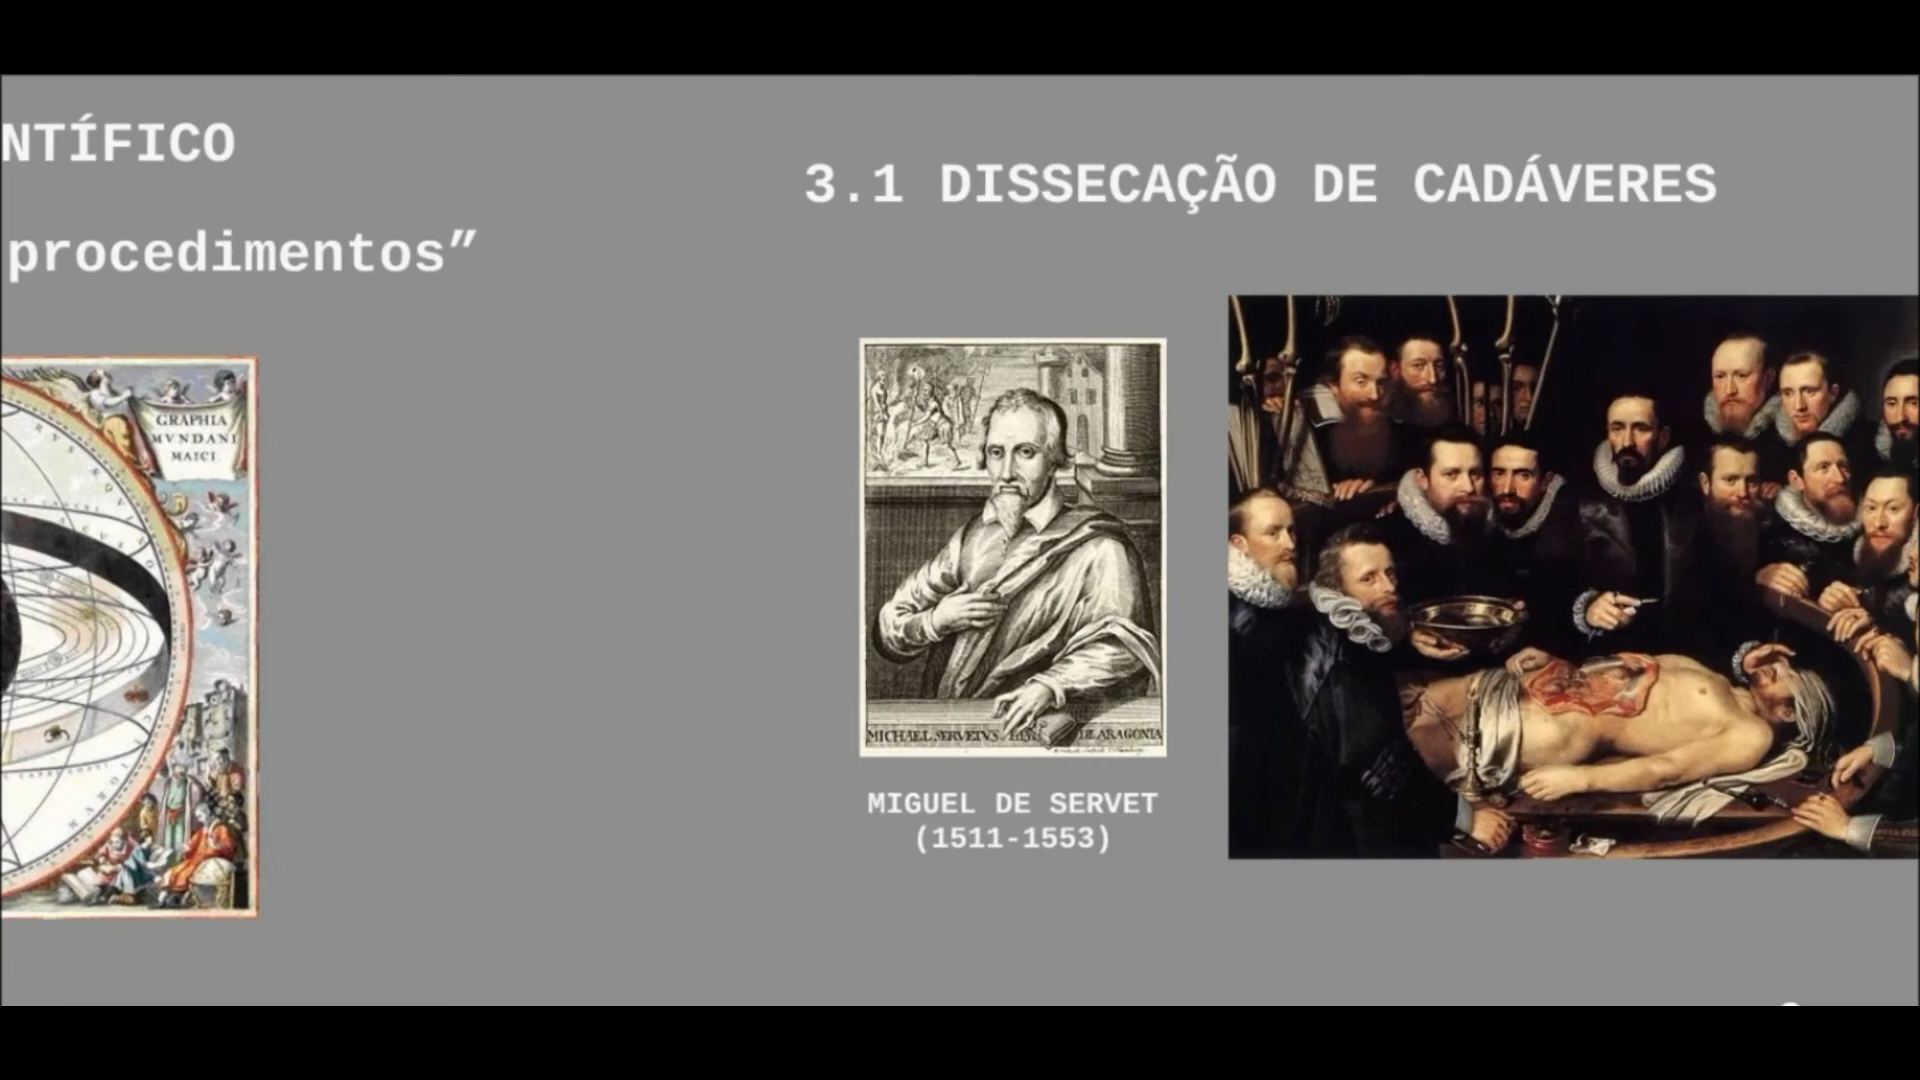 NTÍFICO
procedimentos”
GRAPHIA
MVNDANI
MAICI
3.1 DISSECAÇÃO DE CADÁVERES
MICHAEL SERVETVS DE ARAGONIA
MIGUEL DE SERVET
(1511-1553)